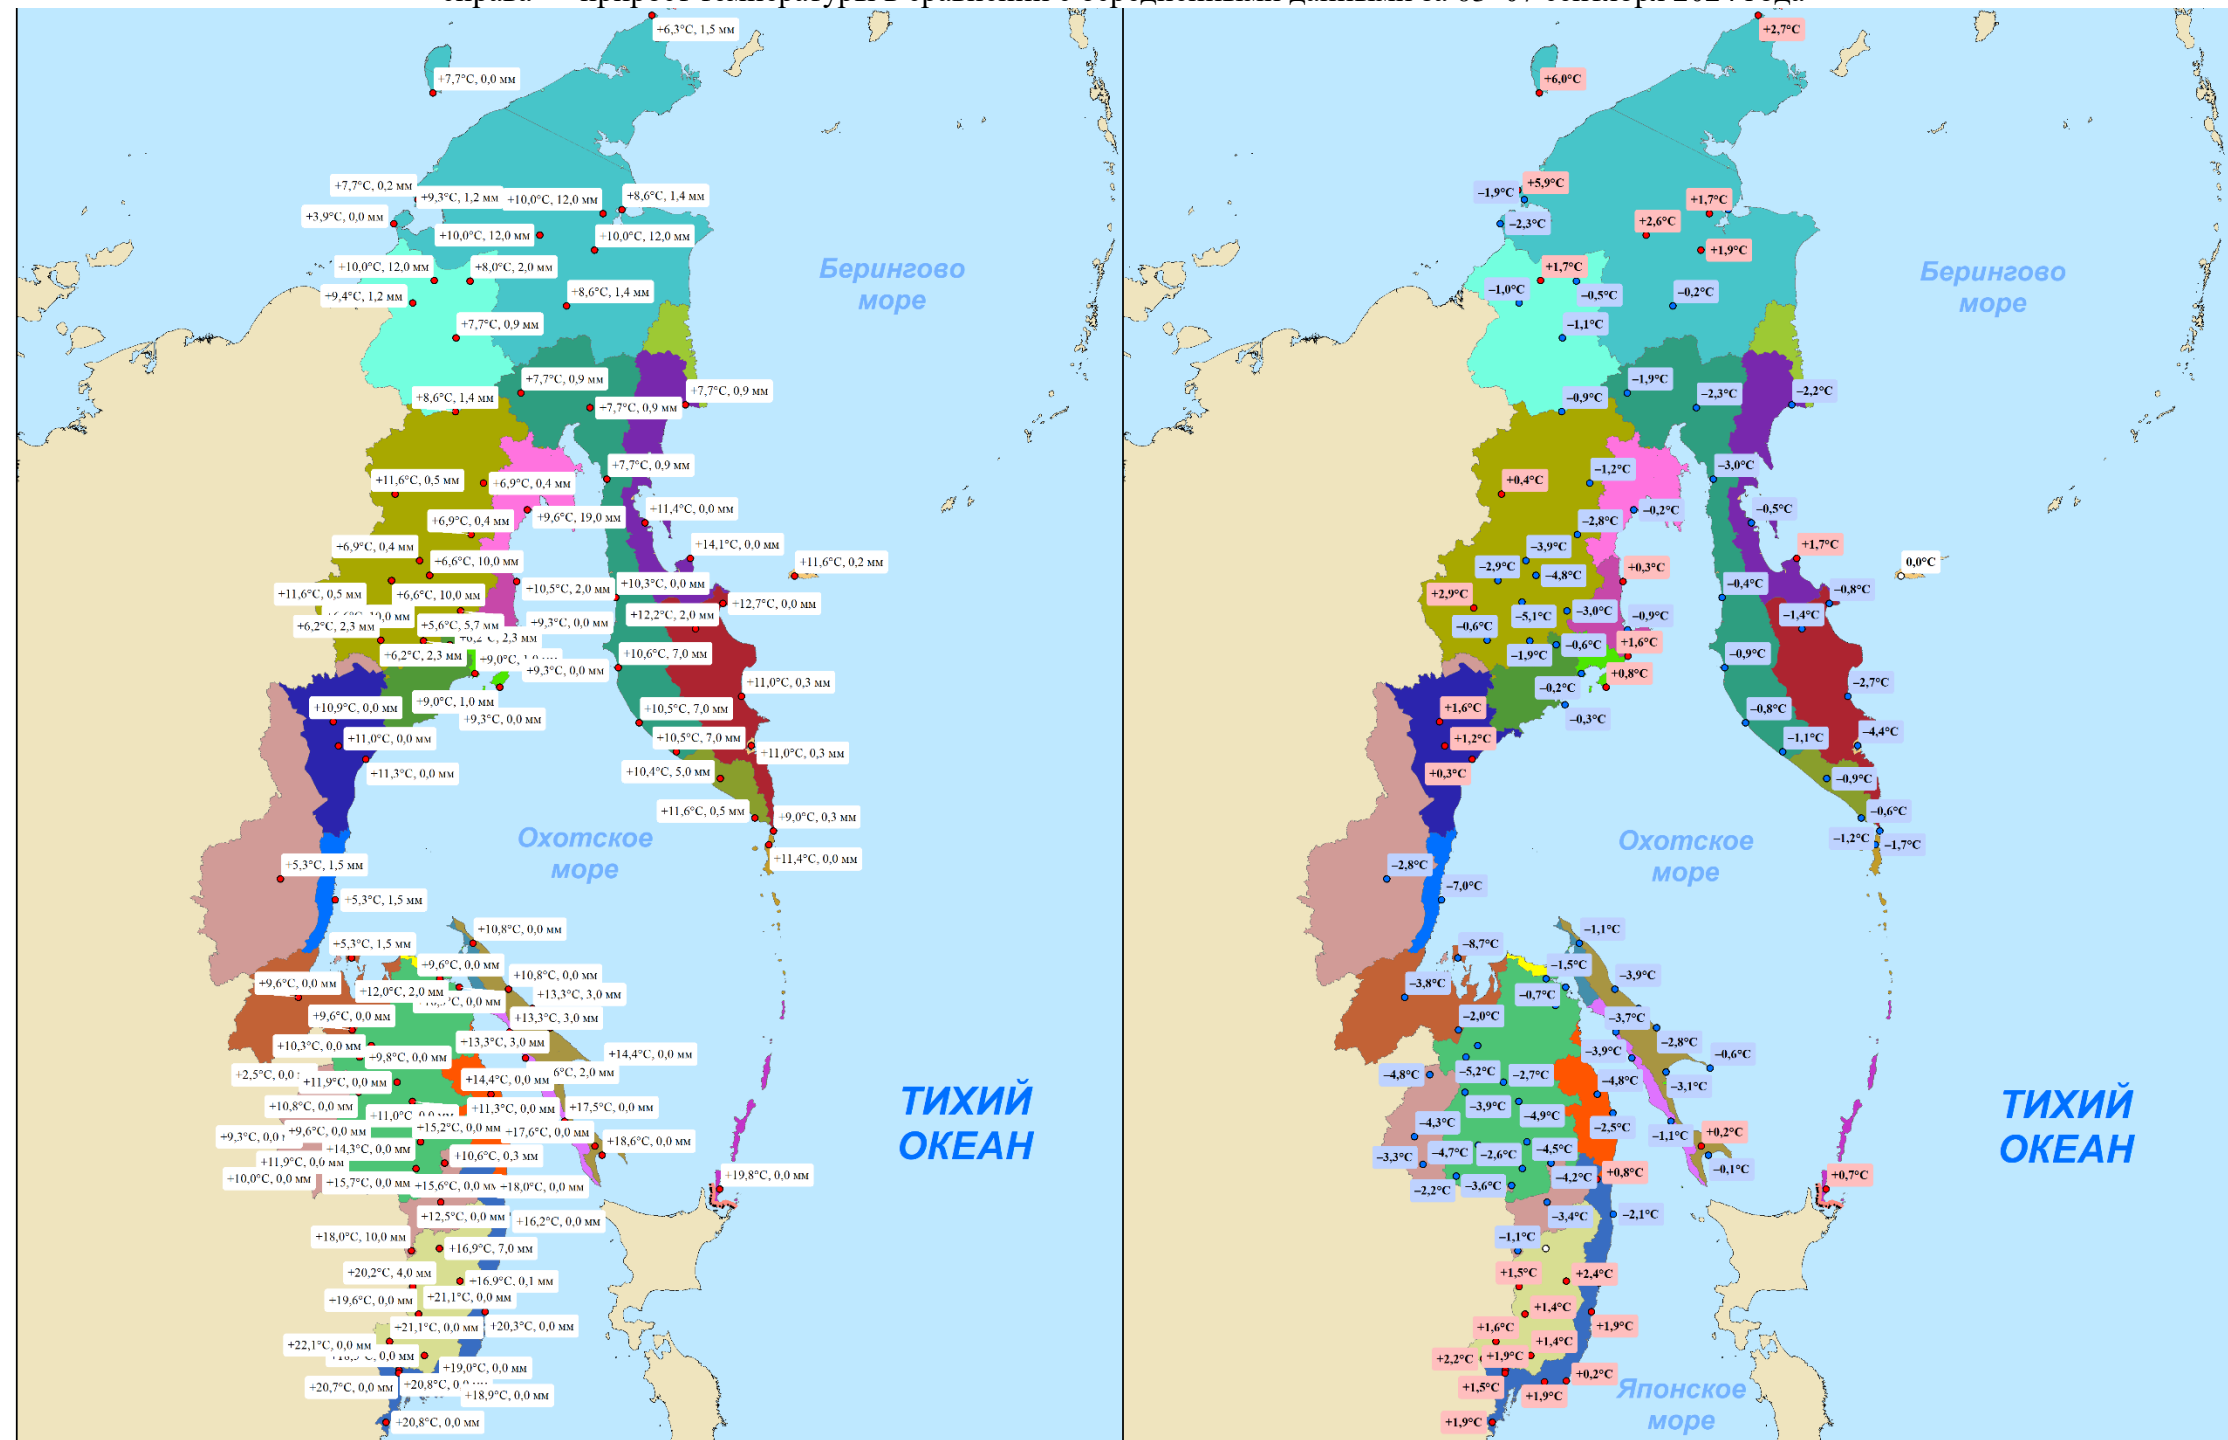 +6,3°C, 1,5 мм
+7,7°C, 0,0 мм
+7,7°C, 0,2 мм
+9,3°C, 1,2 мм
+10,0°C, 12,0 мм
+8,6°C, 1,4 мм
+3,9°C, 0,0 мм
+10,0°C, 12,0 мм
+10,0°C, 12,0 мм
+10,0°C, 12,0 мм
+8,0°C, 2,0 мм
+9,4°C, 1,2 мм
+8,6°C, 1,4 мм
+7,7°C, 0,9 мм
Берингово
море
+7,7°C, 0,9 мм
+7,7°C, 0,9 мм
+8,6°C, 1,4 мм
+7,7°C, 0,9 мм
+7,7°C, 0,9 мм
+11,6°C, 0,5 мм
+6,9°C, 0,4 мм
+11,4°C, 0,0 мм
+9,6°C, 19,0 мм
+6,9°C, 0,4 мм
+6,9°C, 0,4 мм
+14,1°C, 0,0 мм
+6,6°C, 10,0 мм
+11,6°C, 0,2 мм
+10,5°C, 2,0 мм
+10,3°C, 0,0 мм
+11,6°C, 0,5 мм
+6,6°C, 10,0 мм
+12,7°C, 0,0 мм
+12,2°C, 2,0 мм
+6,2°C, 2,3 мм
+5,6°C, 5,7 мм
+9,3°C, 0,0 мм
+6,2°C, 2,3 мм
+6,2°C, 2,3 мм
+10,6°C, 7,0 мм
+9,0°C,
+9,3°C, 0,0 мм
+11,0°C, 0,3 мм
+9,0°C, 1,0 мм
+10,9°C, 0,0 мм
+9,3°C, 0,0 мм
+10,5°C, 7,0 мм
+11,0°C, 0,0 мм
+10,5°C, 7,0 мм
+11,0°C, 0,3 мм
+11,3°C, 0,0 мм
+10,4°C, 5,0 мм
+11,6°C, 0,5 мм
+9,0°C, 0,3 мм
Охотское
море
+11,4°C, 0,0 мм
+5,3°C, 1,5 мм
+5,3°C, 1,5 мм
+10,8°C, 0,0 мм
+5,3°C, 1,5 мм
+9,6°C, 0,0 мм
+10,8°C, 0,0 мм
+9,6°C, 0,0 мм
+12,0°C, 2,0 мм
0,0 мм
+13,3°C, 3,0 мм
+9,6°C, 0,0 мм
+13,3°C, 3,0 мм
+10,3°C, 0,0 мм
+13,3°C, 3,0 мм
+9,8°C, 0,0 мм
+14,4°C, 0,0 мм
+2,5°C, 0,0
+11,9°C, 0,0 мм
+14,4°C, 0,0 мм
6°C, 2,0 мм
+10,8°C, 0,0 мм
+11,0°C, 0,0 мм
+11,3°C, 0,0 мм
+17,5°C, 0,0 мм
+9,3°C, 0,0
+9,6°C, 0,0 мм
+15,2°C, 0,0 мм
+17,6°C, 0,0 мм
+14,3°C, 0,0 мм
+18,6°C, 0,0 мм
+11,9°C, 0,0 мм
+10,6°C, 0,3 мм
+10,0°C, 0,0 мм
+15,7°C, 0,0 мм
+15,6°C, 0,0
+18,0°C, 0,0 мм
+19,8°C, 0,0 мм
+12,5°C, 0,0 мм
+16,2°C, 0,0 мм
+18,0°C, 10,0 мм
+16,9°C, 7,0 мм
+20,2°C, 4,0 мм
+16,9°C, 0,1 мм
+19,6°C, 0,0 мм
+21,1°C, 0,0 мм
+21,1°C, 0,0 мм
+20,3°C, 0,0 мм
+22,1°C, 0,0 мм
0,0 мм
+19,0°C, 0,0 мм
+20,7°C, 0,0 мм
+20,8°C,
+18,9°C, 0,0 мм
+20,8°C, 0,0 мм
ТИХИЙ
ОКЕАН
+2,7°C
+6,0°C
−1,9°C
+5,9°C
−2,3°C
+1,7°C
+2,6°C
+1,9°C
+1,7°C
−1,0°C
−0,5°C
−0,2°C
−1,1°C
Берингово
море
−1,9°C
−0,9°C
−2,3°C
−2,2°C
−1,2°C
−3,0°C
+0,4°C
−0,2°C
−0,5°C
−2,8°C
−3,9°C
+1,7°C
−2,9°C
−4,8°C
+0,3°C
0,0°C
−0,4°C
−0,8°C
+2,9°C
−5,1°C
−3,0°C
−0,9°C
−1,4°C
−0,6°C
−0,6°C
+1,6°C
−1,9°C
−0,9°C
+0,8°C
−0,2°C
−2,7°C
+1,6°C
−0,3°C
−0,8°C
+1,2°C
−1,1°C
−4,4°C
+0,3°C
−0,9°C
−0,6°C
−1,2°C
−1,7°C
Охотское
море
−2,8°C
−7,0°C
−1,1°C
−8,7°C
−1,5°C
−3,9°C
−3,8°C
−0,7°C
−2,0°C
−3,7°C
−2,8°C
−3,9°C
−0,6°C
−4,8°C
−5,2°C
−2,7°C
−4,8°C
−3,1°C
−3,9°C
−4,9°C
−4,3°C
−2,5°C
−1,1°C
+0,2°C
−3,3°C
−4,7°C
−2,6°C
−4,5°C
−0,1°C
−4,2°C
+0,8°C
+0,7°C
−2,2°C
−3,6°C
−3,4°C
−2,1°C
−1,1°C
+1,5°C
+2,4°C
+1,4°C
+1,6°C
+1,9°C
+1,4°C
+2,2°C
+1,9°C
+1,5°C
+0,2°C
+1,9°C
+1,9°C
ТИХИЙ
ОКЕАН
Японское
море